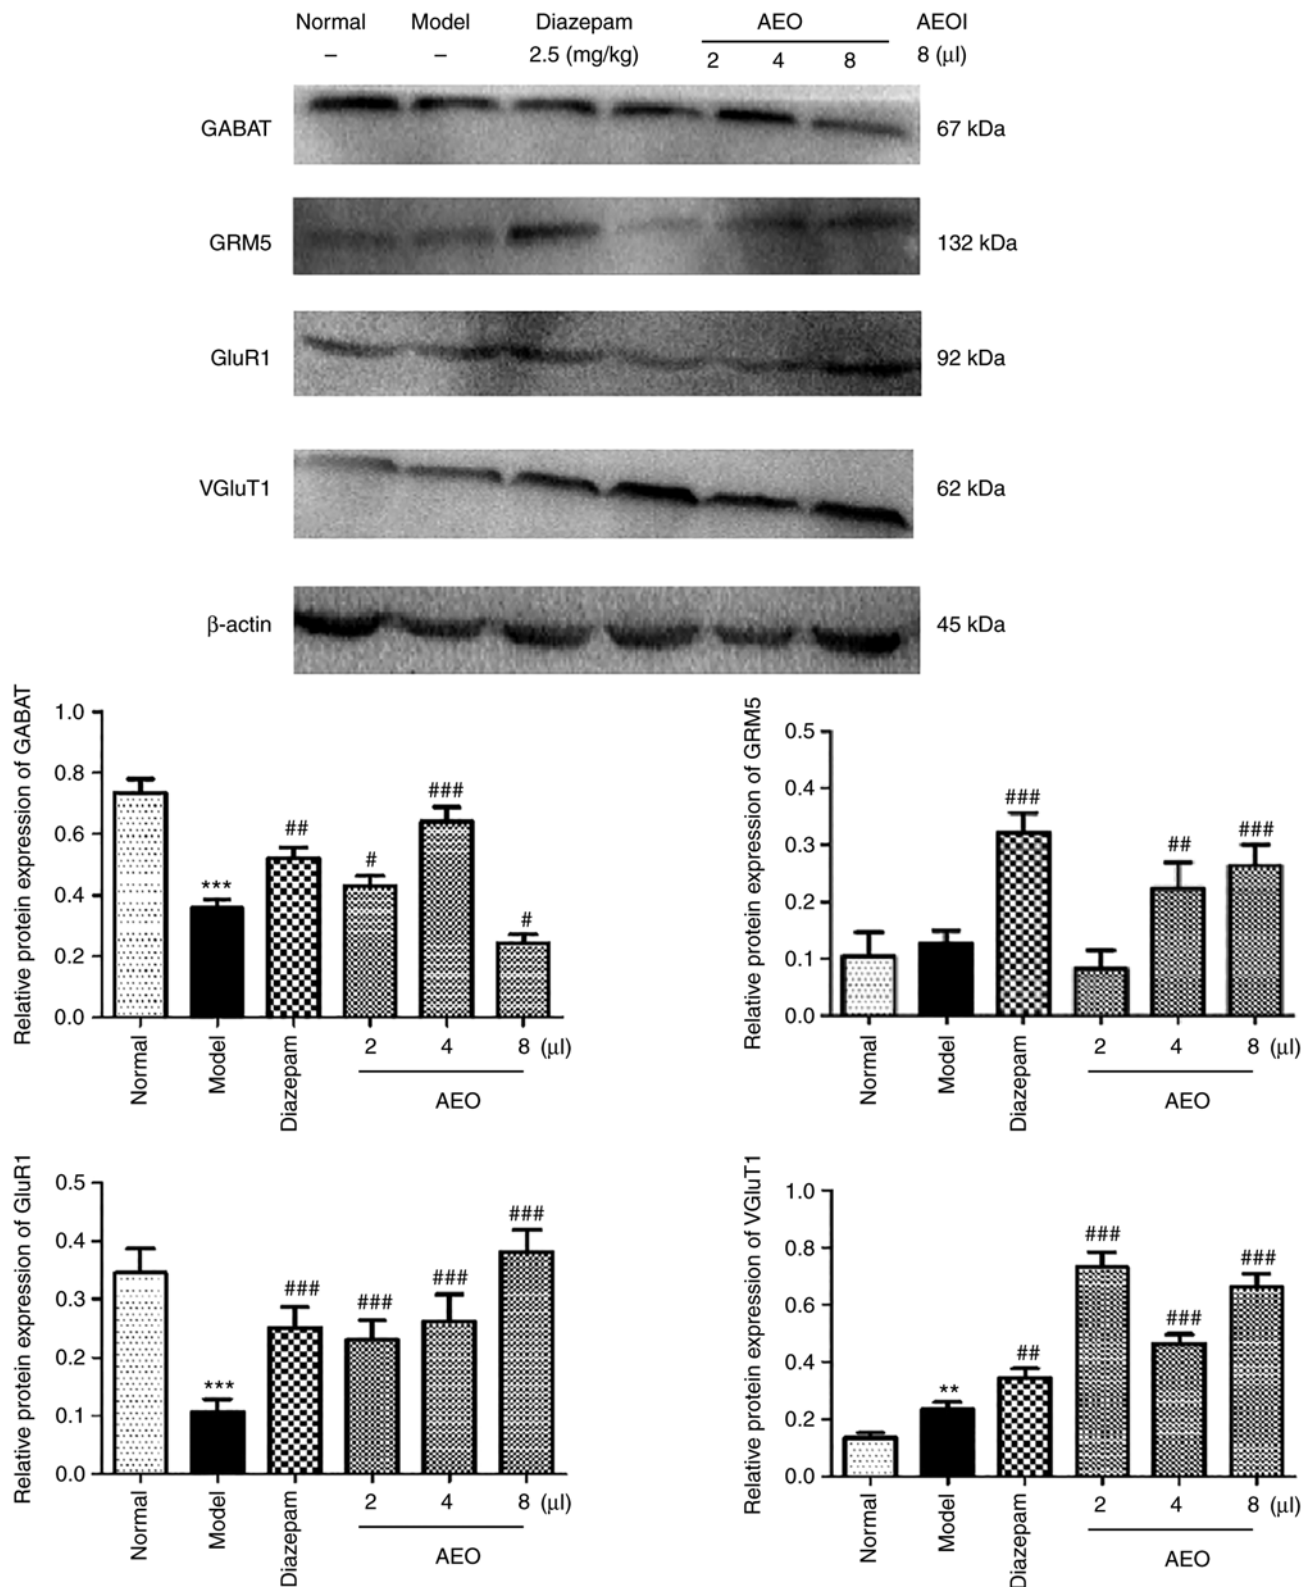 Normal Model Diazepam AEO AEOI
– – 2.5 (mg/kg) 2 4 8 8 (μl)
GABAT 67 kDa
GRM5 132 kDa
GluR1 92 kDa
VGluT1 62 kDa
β-actin 45 kDa
Relative protein expression of GABAT
1.0
0.8
0.6
0.4
0.2
0.0
***
##
#
###
#
Normal Model Diazepam 2 4 8 (μl)
AEO
Relative protein expression of GRM5
0.5
0.4
0.3
0.2
0.1
0.0
###
##
###
Normal Model Diazepam 2 4 8 (μl)
AEO
Relative protein expression of GluR1
0.5
0.4
0.3
0.2
0.1
0.0
***
###
###
###
###
Normal Model Diazepam 2 4 8 (μl)
AEO
Relative protein expression of VGluT1
1.0
0.8
0.6
0.4
0.2
0.0
**
##
###
###
###
Normal Model Diazepam 2 4 8 (μl)
AEO